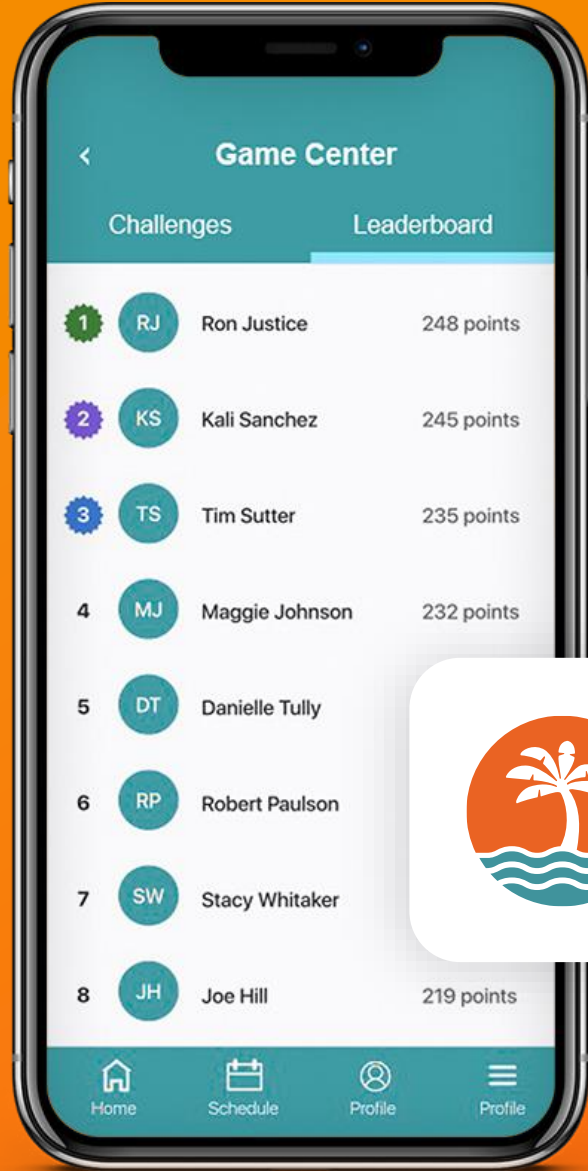 Game Center
Challenges Leaderboard
1 RJ Ron Justice 248 points
2 KS Kali Sanchez 245 points
3 TS Tim Sutter 235 points
4 MJ Maggie Johnson 232 points
5 DT Danielle Tully
6 RP Robert Paulson
7 SW Stacy Whitaker
8 JH Joe Hill 219 points
Home Schedule Profile Profile